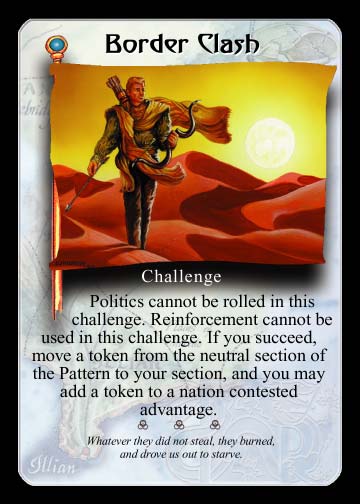 Border Clash
Challenge
Politics cannot be rolled in this
challenge. Reinforcement cannot be
used in this challenge. If you succeed,
move a token from the neutral section of
the Pattern to your section, and you may
add a token to a nation contested
advantage.
Whatever they did not steal, they burned,
and drove us out to starve.
Illian